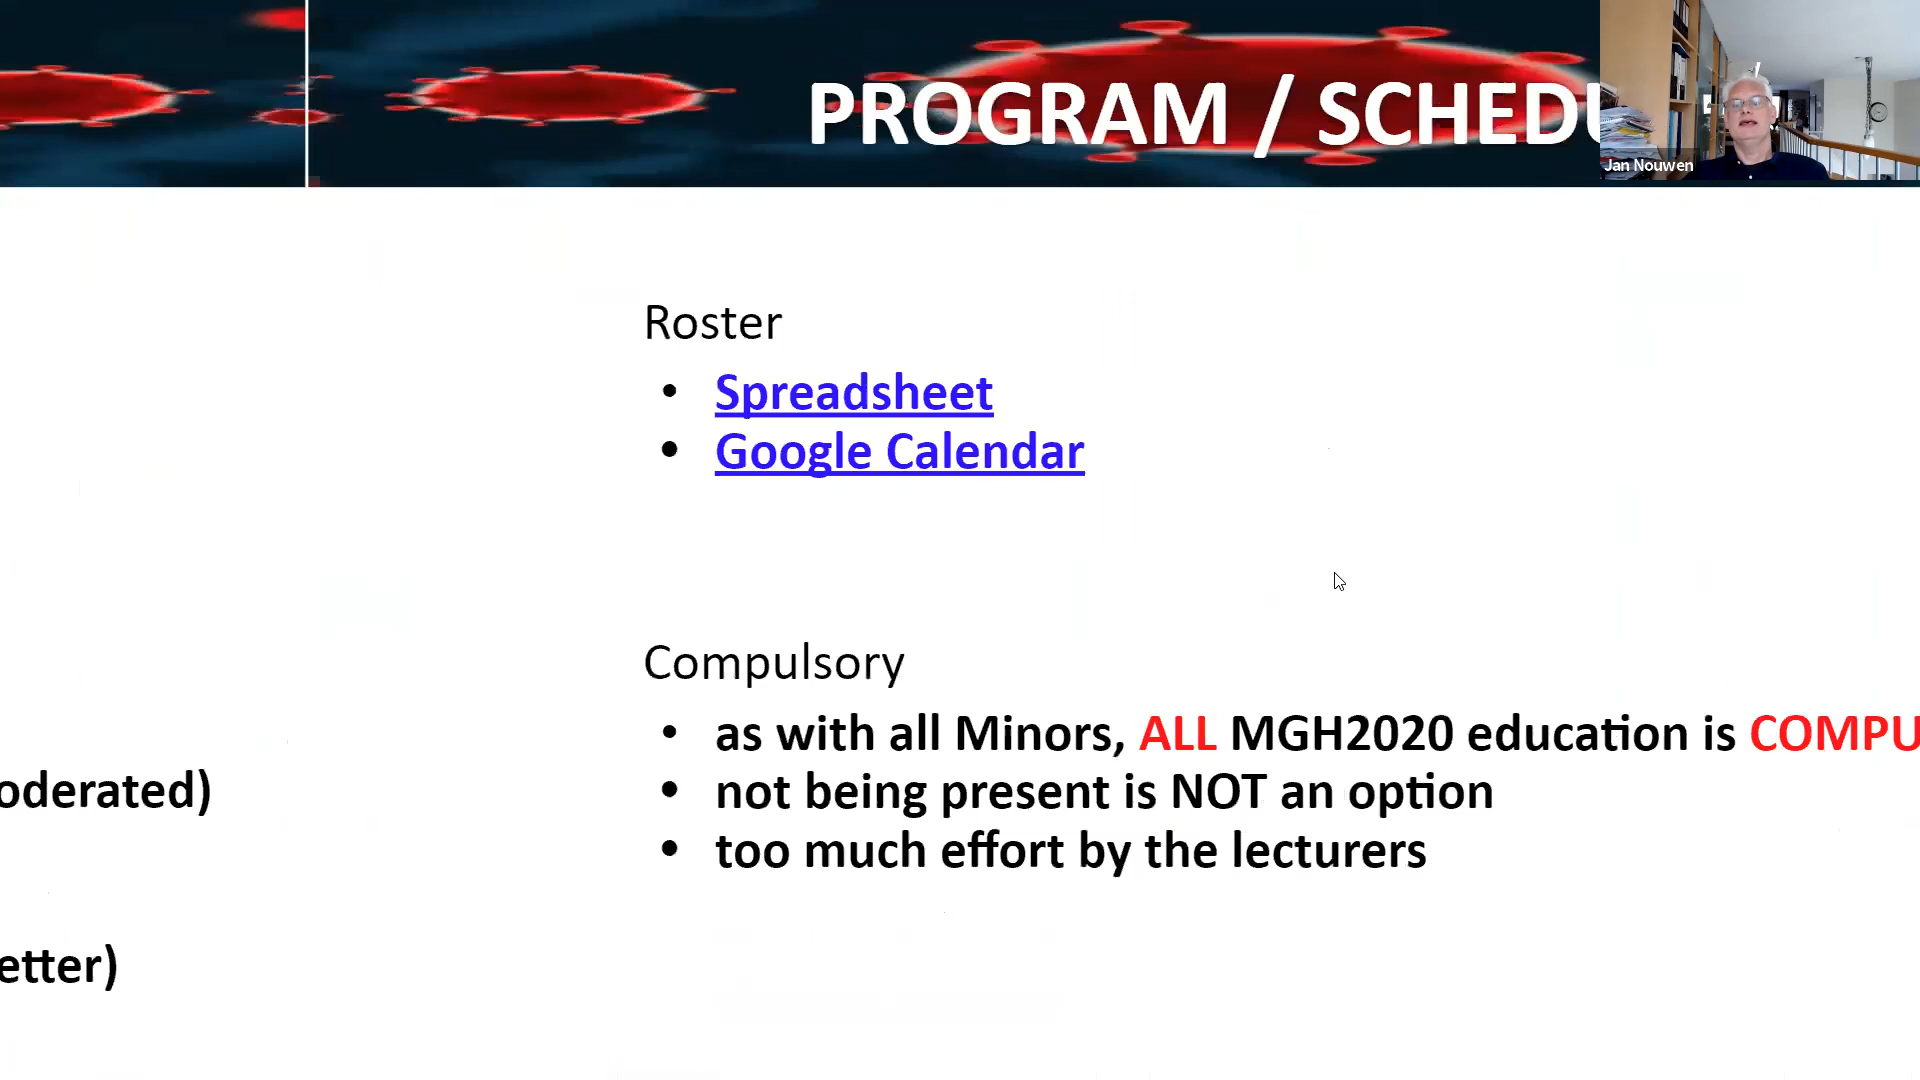 PROGRAM / SCHEDU
Jan Nouwen
Roster
• Spreadsheet
• Google Calendar
Compulsory
• as with all Minors, ALL MGH2020 education is COMPU
• not being present is NOT an option
• too much effort by the lecturers
oderated)
etter)